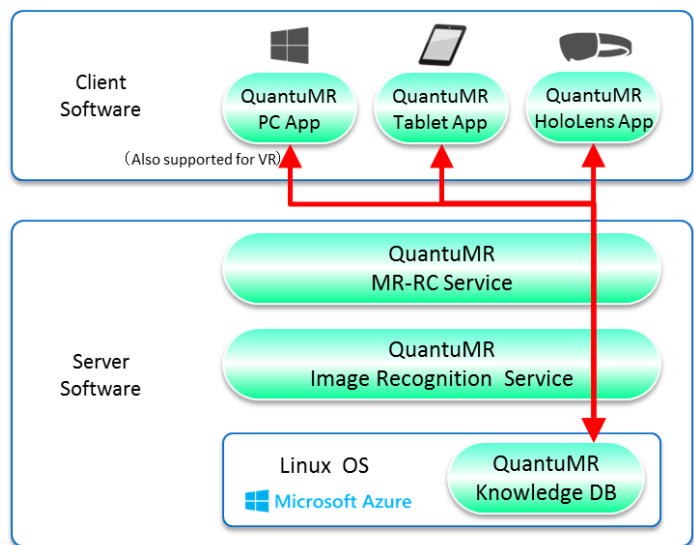 Client
Software
QuantuMR
PC App
QuantuMR
Tablet App
QuantuMR
HoloLens App
（Also supported for VR）
Server
Software
QuantuMR
MR-RC Service
QuantuMR
Image Recognition Service
Linux OS
Microsoft Azure
QuantuMR
Knowledge DB